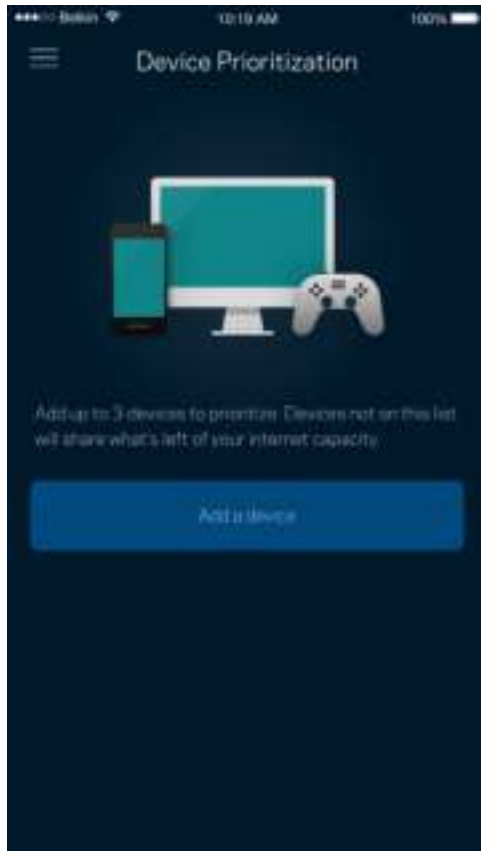 Belkin 10:19 AM 100%
Device Prioritization
Add up to 3 devices to prioritize. Devices not on this list
will share what's left of your internet capacity.
Add a device